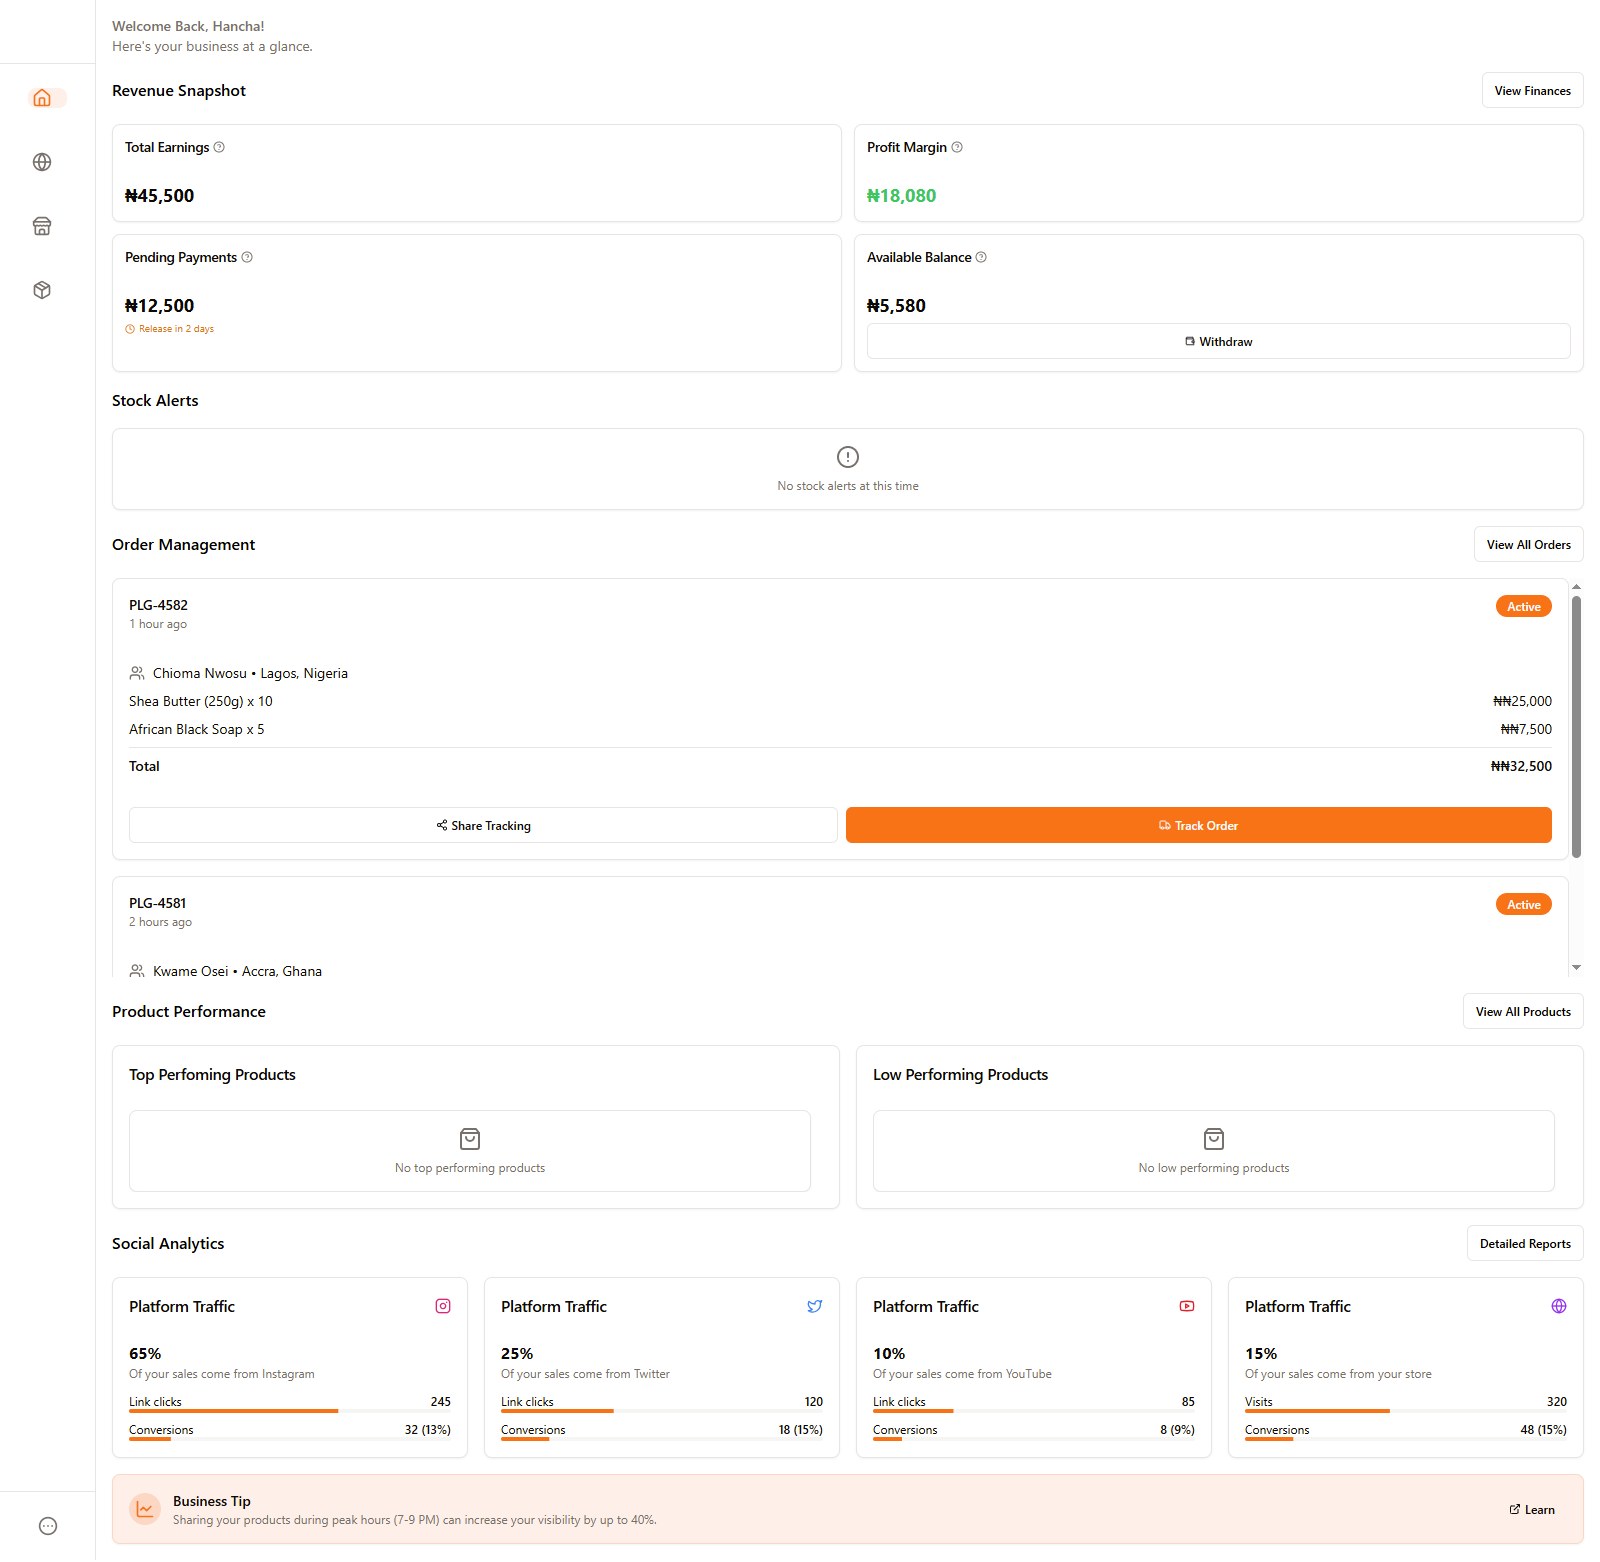 Welcome Back, Hancha!
Here's your business at a glance.
Revenue Snapshot
View Finances
Total Earnings
₦45,500
Profit Margin
₦18,080
Pending Payments
₦12,500
Release in 2 days
Available Balance
₦5,580
Withdraw
Stock Alerts
No stock alerts at this time
Order Management
View All Orders
PLG-4582
Active
1 hour ago
Chioma Nwosu • Lagos, Nigeria
Shea Butter (250g) x 10 ₦₦25,000
African Black Soap x 5 ₦₦7,500
Total ₦₦32,500
Share Tracking
Track Order
PLG-4581
Active
2 hours ago
Kwame Osei • Accra, Ghana
Product Performance
View All Products
Top Perfoming Products
No top performing products
Low Performing Products
No low performing products
Social Analytics
Detailed Reports
Platform Traffic
65%
Of your sales come from Instagram
Link clicks 245
Conversions 32 (13%)
Platform Traffic
25%
Of your sales come from Twitter
Link clicks 120
Conversions 18 (15%)
Platform Traffic
10%
Of your sales come from YouTube
Link clicks 85
Conversions 8 (9%)
Platform Traffic
15%
Of your sales come from your store
Visits 320
Conversions 48 (15%)
Business Tip
Sharing your products during peak hours (7-9 PM) can increase your visibility by up to 40%.
Learn